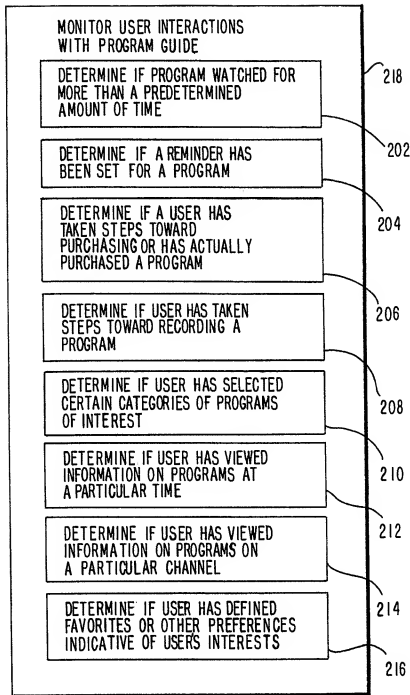 MONITOR USER INTERACTIONS
WITH PROGRAM GUIDE
218
DETERMINE IF PROGRAM WATCHED FOR
MORE THAN A PREDETERMINED
AMOUNT OF TIME
202
DETERMINE IF A REMINDER HAS
BEEN SET FOR A PROGRAM
204
DETERMINE IF A USER HAS
TAKEN STEPS TOWARD
PURCHASING OR HAS ACTUALLY
PURCHASED A PROGRAM
206
DETERMINE IF USER HAS TAKEN
STEPS TOWARD RECORDING A
PROGRAM
208
DETERMINE IF USER HAS SELECTED
CERTAIN CATEGORIES OF PROGRAMS
OF INTEREST
210
DETERMINE IF USER HAS VIEWED
INFORMATION ON PROGRAMS AT
A PARTICULAR TIME
212
DETERMINE IF USER HAS VIEWED
INFORMATION ON PROGRAMS ON
A PARTICULAR CHANNEL
214
DETERMINE IF USER HAS DEFINED
FAVORITES OR OTHER PREFERENCES
INDICATIVE OF USERS INTERESTS
216